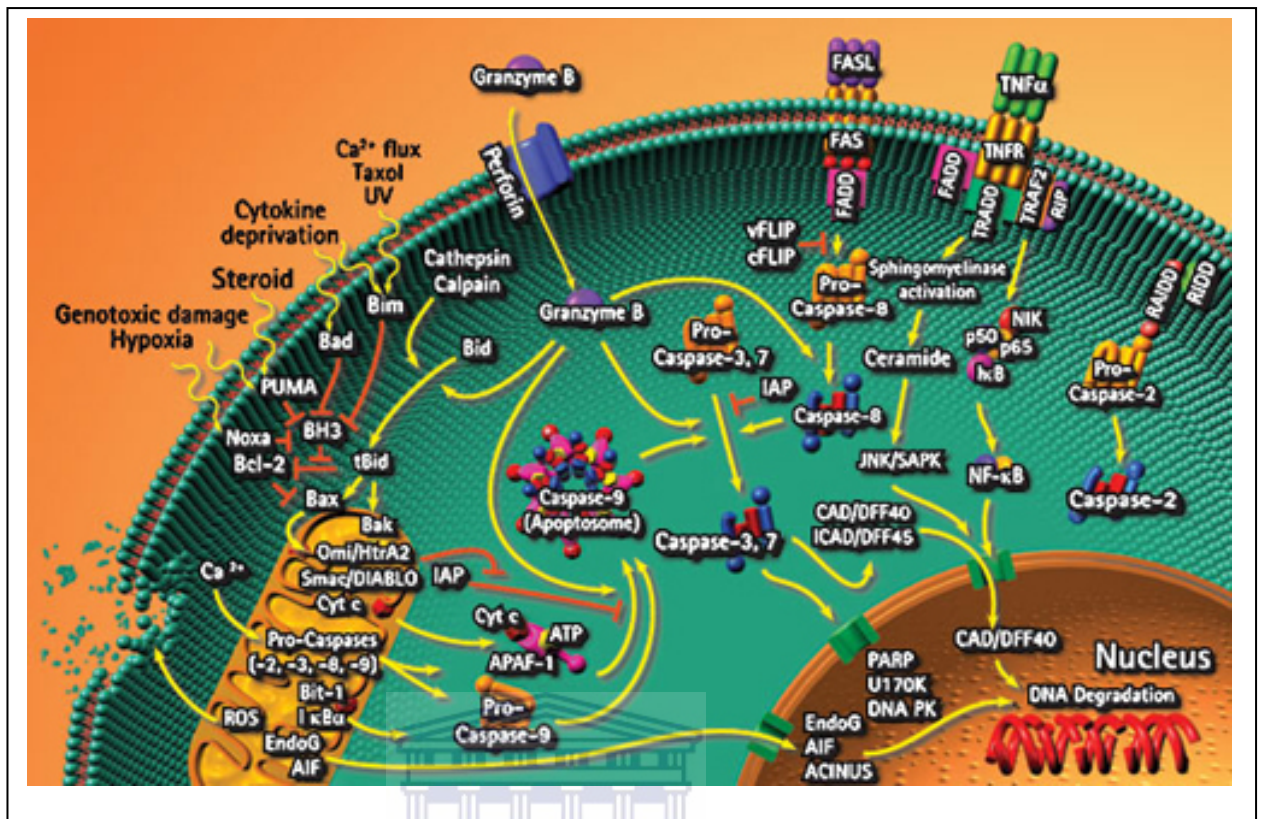 Granzyme B
FASL
TNFα
Perforin
Ca²⁺ flux
Taxol
UV
Cytokine
deprivation
Steroid
Genotoxic damage
Hypoxia
Cathepsin
Calpain
Bim
Bad
Bid
PUMA
Noxa
BH3
Bcl-2
tBid
Bax
Bak
Granzyme B
FAS
FADD
vFLIP
cFLIP
Pro-
Caspase-8
Pro-
Caspase-3, 7
IAP
Caspase-8
FADD
TNFR
TRADD
TRAF2
RIP
Sphingomyelinase
activation
Ceramide
NIK
p50
p65
IκB
JNK/SAPK
NF-κB
RAIDD
RIDD
Pro-
Caspase-2
Caspase-2
Caspase-9
(Apoptosome)
Caspase-3, 7
CAD/DFF40
ICAD/DFF45
Omi/HtrA2
Smac/DIABLO
IAP
Cyt c
Ca ²⁺
Cyt c
ATP
APAF-1
Pro-Caspases
(-2, -3, -8, -9)
Bit-1
IκBα
Pro-
Caspase-9
ROS
EndoG
AIF
PARP
U170K
DNA PK
EndoG
AIF
ACINUS
CAD/DFF40
Nucleus
DNA Degradation